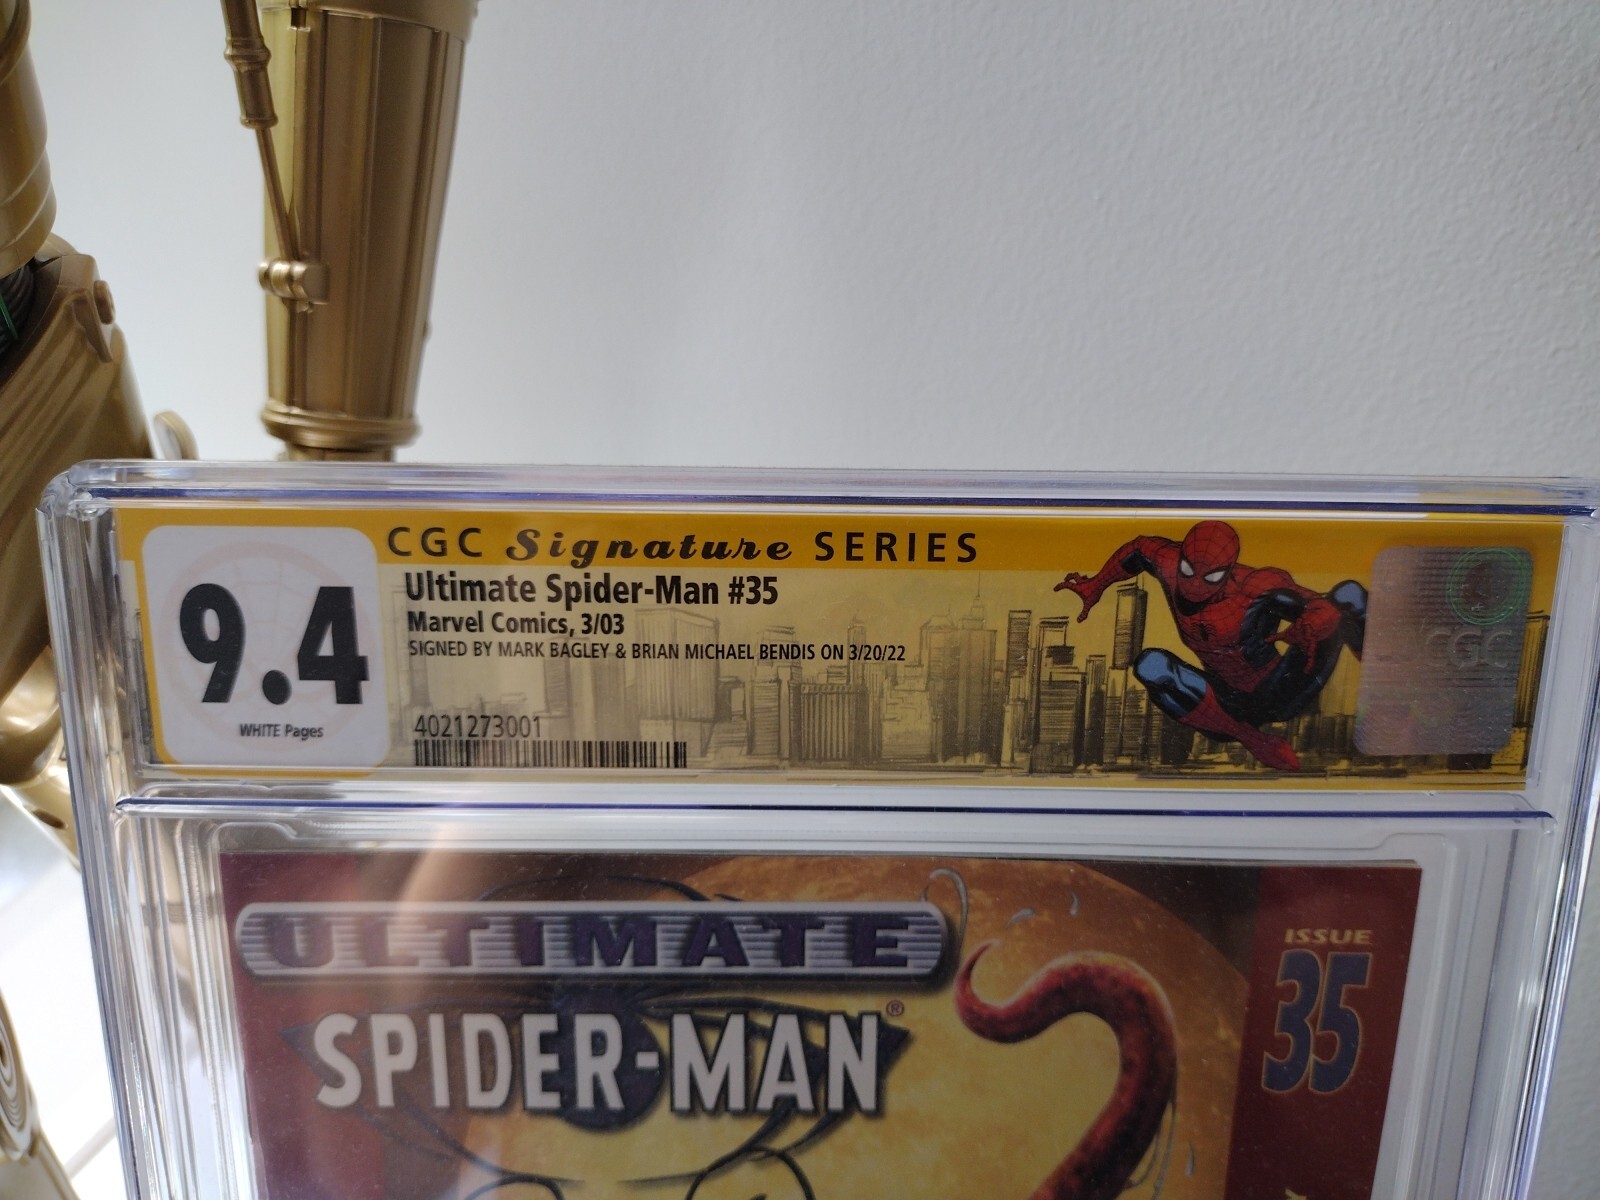 CGC Signature SERIES
9.4
WHITE Pages
Ultimate Spider-Man #35
Marvel Comics, 3/03
SIGNED BY MARK BAGLEY & BRIAN MICHAEL BENDIS ON 3/20/22
4021273001
CGC
ULTIMATE
SPIDER-MAN®
ISSUE
35